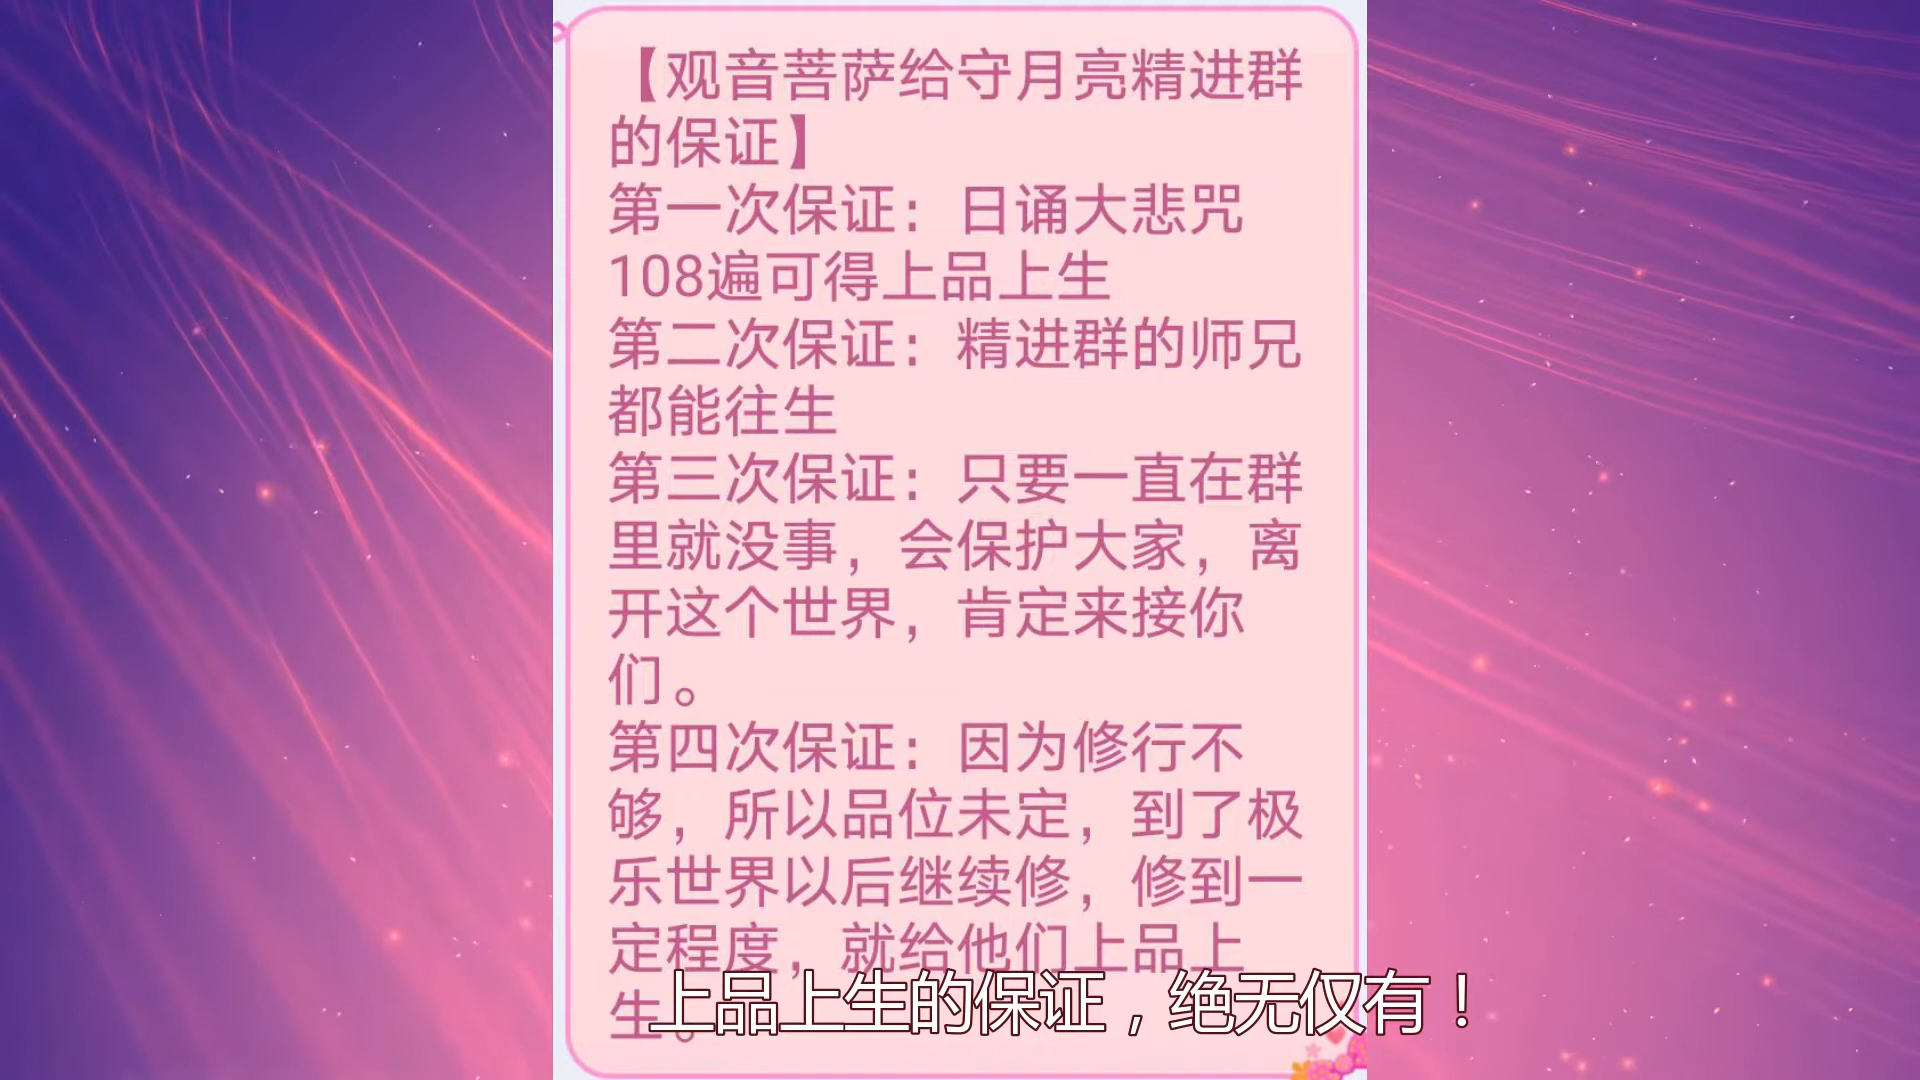 【观音菩萨给守月亮精进群
的保证】
第一次保证：日诵大悲咒
108遍可得上品上生
第二次保证：精进群的师兄
都能往生
第三次保证：只要一直在群
里就没事，会保护大家，离
开这个世界，肯定来接你
们。
第四次保证：因为修行不
够，所以品位未定，到了极
乐世界以后继续修，修到一
定程度，就给他们上品上
生。
上品上生的保证，绝无仅有！